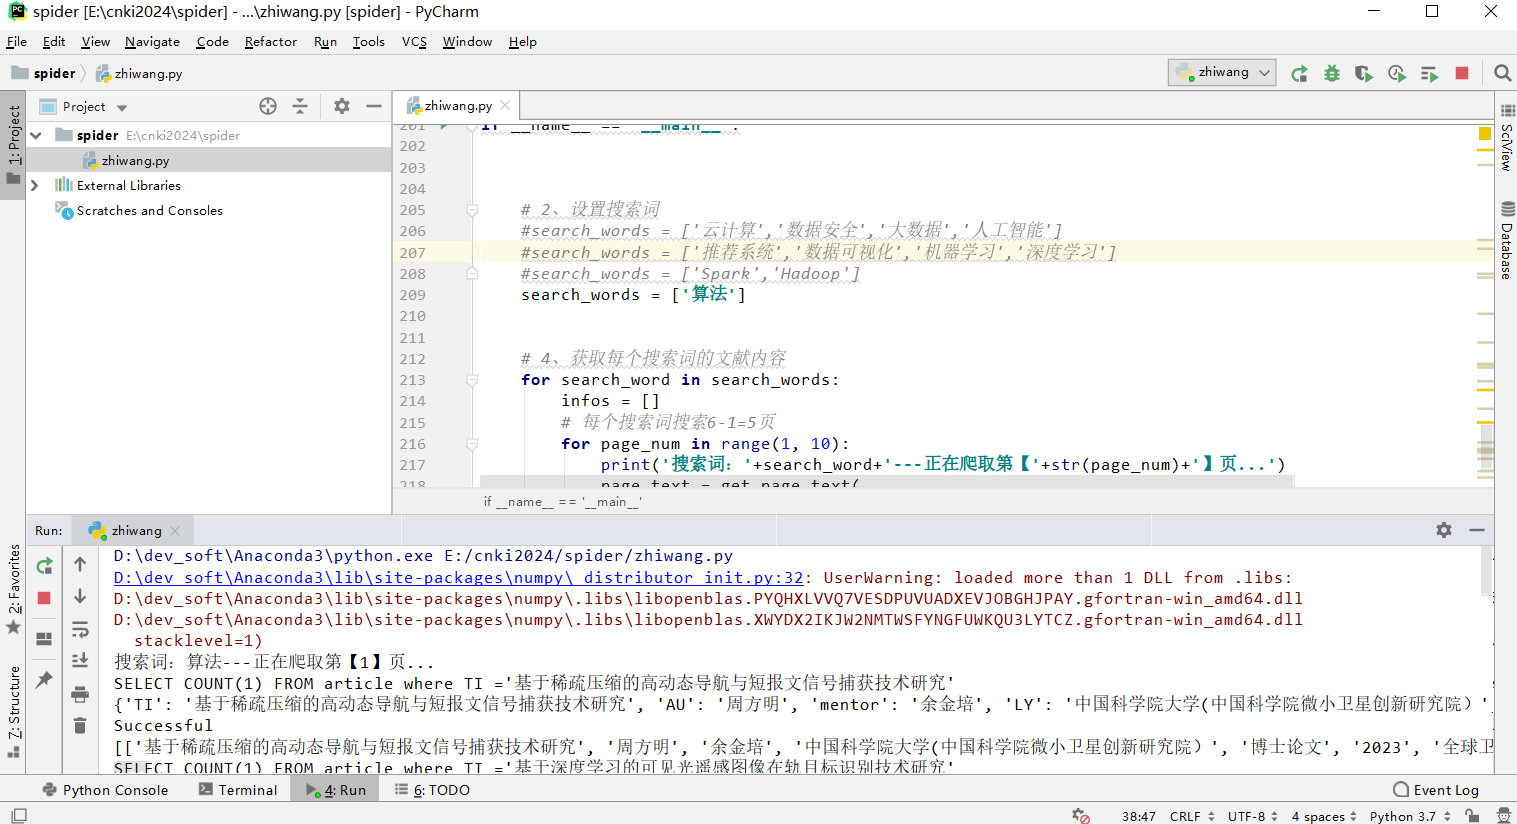 spider [E:\cnki2024\spider] - ...\zhiwang.py [spider] - PyCharm
File Edit View Navigate Code Refactor Run Tools VCS Window Help
spider zhiwang.py
zhiwang
Project
zhiwang.py
1: Project
spider E:\cnki2024\spider
zhiwang.py
External Libraries
Scratches and Consoles
201 if __name__ == '__main__':
202
203
204
205 # 2、设置搜索词
206 #search_words = ['云计算','数据安全','大数据','人工智能']
207 #search_words = ['推荐系统','数据可视化','机器学习','深度学习']
208 #search_words = ['Spark','Hadoop']
209 search_words = ['算法']
210
211
212 # 4、获取每个搜索词的文献内容
213 for search_word in search_words:
214 infos = []
215 # 每个搜索词搜索6-1=5页
216 for page_num in range(1, 10):
217 print('搜索词: '+search_word+'---正在爬取第【'+str(page_num)+'】页...')
218 page_text = get_page_text(
if __name__ == '__main__'
SciView
Database
Run: zhiwang
2: Favorites
7: Structure
D:\dev_soft\Anaconda3\python.exe E:/cnki2024/spider/zhiwang.py
D:\dev_soft\Anaconda3\lib\site-packages\numpy\_distributor_init.py:32: UserWarning: loaded more than 1 DLL from .libs:
D:\dev_soft\Anaconda3\lib\site-packages\numpy\.libs\libopenblas.PYQHXLVVQ7VESDPUVUADXEVJOBGHJPAY.gfortran-win_amd64.dll
D:\dev_soft\Anaconda3\lib\site-packages\numpy\.libs\libopenblas.XWYDX2IKJW2NMTWSFYNGFUWKQU3LYTCZ.gfortran-win_amd64.dll
stacklevel=1)
搜索词: 算法---正在爬取第【1】页...
SELECT COUNT(1) FROM article where TI ='基于稀疏压缩的高动态导航与短报文信号捕获技术研究'
{'TI': '基于稀疏压缩的高动态导航与短报文信号捕获技术研究', 'AU': '周方明', 'mentor': '余金培', 'LY': '中国科学院大学(中国科学院微小卫星创新研究院）',
Successful
[['基于稀疏压缩的高动态导航与短报文信号捕获技术研究', '周方明', '余金培', '中国科学院大学(中国科学院微小卫星创新研究院）', '博士论文', '2023', '全球卫
SELECT COUNT(1) FROM article where TI ='基于深度学习的可见光遥感图像在轨目标识别技术研究'
Python Console Terminal 4: Run 6: TODO Event Log
38:47 CRLF UTF-8 4 spaces Python 3.7